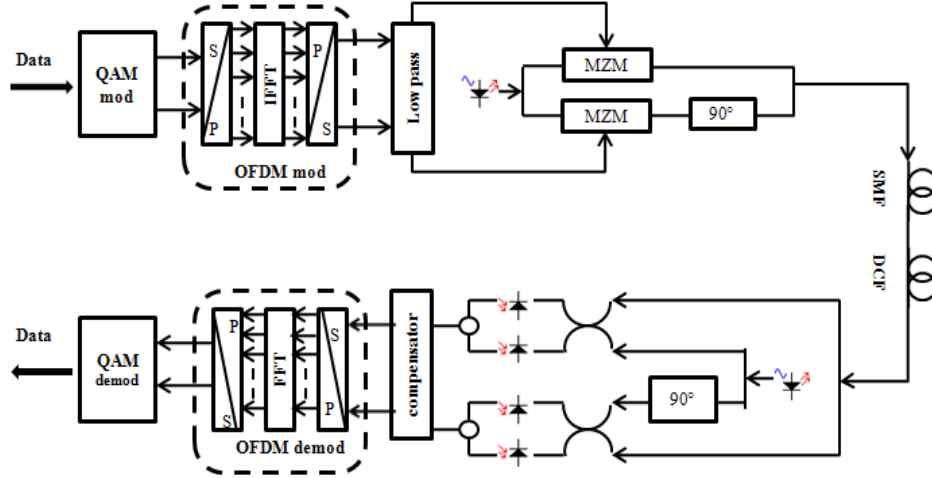 Data
QAM
mod
S
P
IFFT
P
S
OFDM mod
Low pass
MZM
MZM
90°
SMF
DCF
Data
QAM
demod
P
S
FFT
S
P
OFDM demod
compensator
90°